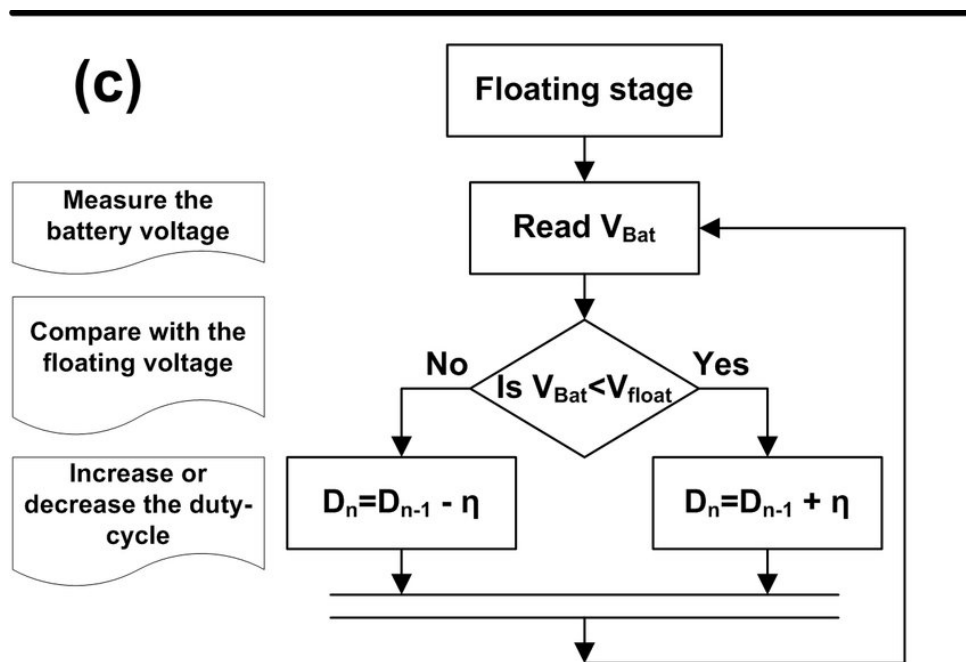 (c)
Floating stage
Measure the
battery voltage
Read V_Bat
Compare with the
floating voltage
No
Yes
Is V_Bat<V_float
Increase or
decrease the duty-
cycle
D_n=D_n-1 - η
D_n=D_n-1 + η